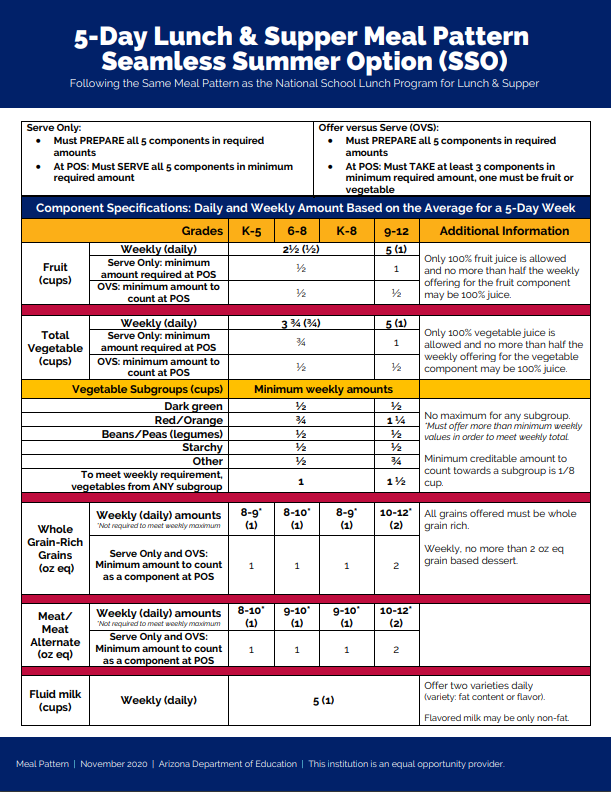 5-Day Lunch & Supper Meal Pattern
Seamless Summer Option (SSO)
Following the Same Meal Pattern as the National School Lunch Program for Lunch & Supper
Serve Only:
• Must PREPARE all 5 components in required
amounts
• At POS: Must SERVE all 5 components in minimum
required amount
Offer versus Serve (OVS):
• Must PREPARE all 5 components in required
amounts
• At POS: Must TAKE at least 3 components in
minimum required amount, one must be fruit or
vegetable
Component Specifications: Daily and Weekly Amount Based on the Average for a 5-Day Week
Grades K-5 6-8 K-8 9-12 Additional Information
Fruit
(cups)
Weekly (daily) 2½ (½) 5 (1)
Serve Only: minimum
amount required at POS
½ 1
OVS: minimum amount to
count at POS
½ ½
Only 100% fruit juice is allowed
and no more than half the weekly
offering for the fruit component
may be 100% juice.
Total
Vegetable
(cups)
Weekly (daily) 3 ¾ (¾) 5 (1)
Serve Only: minimum
amount required at POS
¾ 1
OVS: minimum amount to
count at POS
½ ½
Only 100% vegetable juice is
allowed and no more than half the
weekly offering for the vegetable
component may be 100% juice.
Vegetable Subgroups (cups) Minimum weekly amounts
Dark green ½ ½
Red/Orange ¾ 1 ¼
Beans/Peas (legumes) ½ ½
Starchy ½ ½
Other ½ ¾
To meet weekly requirement,
vegetables from ANY subgroup
1 1 ½
No maximum for any subgroup.
*Must offer more than minimum weekly
values in order to meet weekly total.
Minimum creditable amount to
count towards a subgroup is 1/8
cup.
Whole
Grain-Rich
Grains
(oz eq)
Weekly (daily) amounts
*Not required to meet weekly maximum
8-9* 8-10* 8-9* 10-12*
(1) (1) (1) (2)
Serve Only and OVS:
Minimum amount to count
as a component at POS
1 1 1 2
All grains offered must be whole
grain rich.
Weekly, no more than 2 oz eq
grain based dessert.
Meat/
Meat
Alternate
(oz eq)
Weekly (daily) amounts
*Not required to meet weekly maximum
8-10* 9-10* 9-10* 10-12*
(1) (1) (1) (2)
Serve Only and OVS:
Minimum amount to count
as a component at POS
1 1 1 2
Fluid milk
(cups)
Weekly (daily) 5 (1)
Offer two varieties daily
(variety: fat content or flavor).
Flavored milk may be only non-fat.
Meal Pattern | November 2020 | Arizona Department of Education | This institution is an equal opportunity provider.